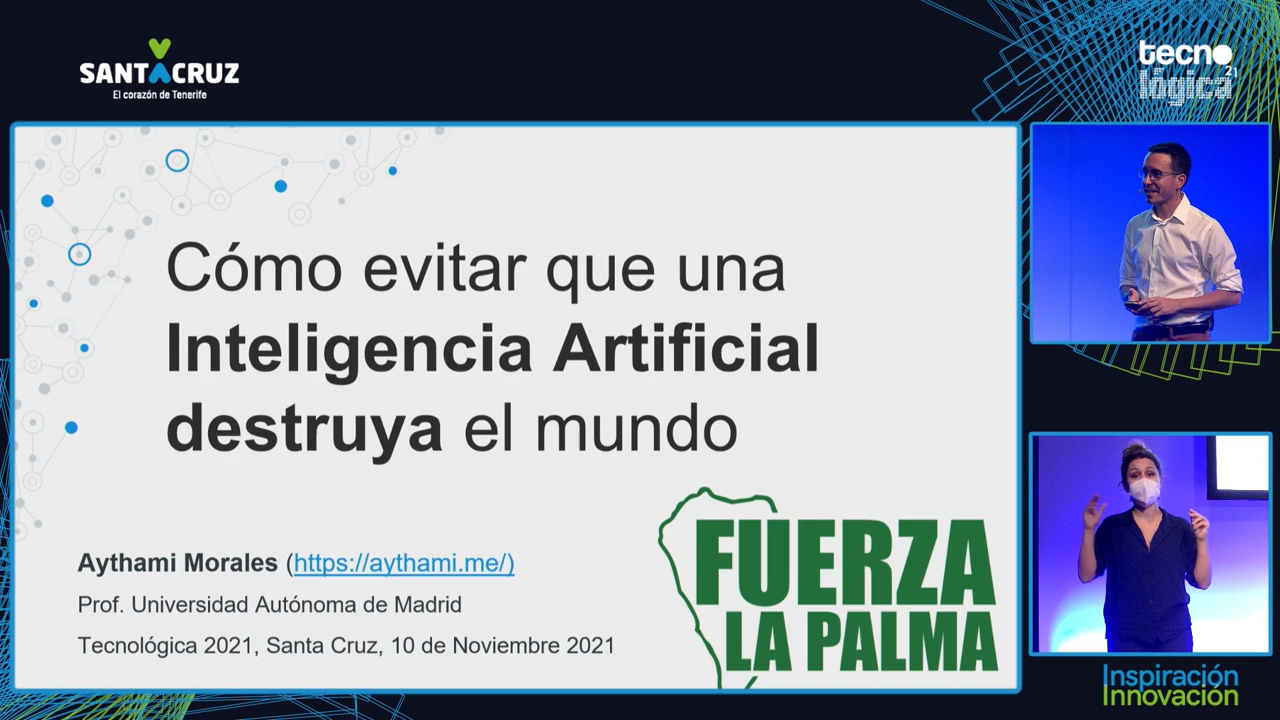 SANTACRUZ
El corazón de Tenerife
tecno
lógica
21
Cómo evitar que una
Inteligencia Artificial
destruya el mundo
Aythami Morales (https://aythami.me/)
Prof. Universidad Autónoma de Madrid
Tecnológica 2021, Santa Cruz, 10 de Noviembre 2021
FUERZA
LA PALMA
Inspiración
Innovación